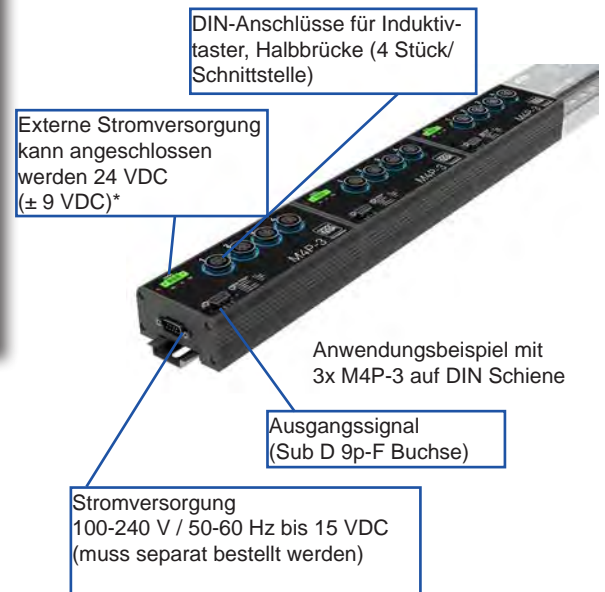 DIN-Anschlüsse für Induktiv-
taster, Halbbrücke (4 Stück/
Schnittstelle)
Externe Stromversorgung
kann angeschlossen
werden 24 VDC
(± 9 VDC)*
M4P-3
M4P-3
M4P-3
Anwendungsbeispiel mit
3x M4P-3 auf DIN Schiene
Ausgangssignal
(Sub D 9p-F Buchse)
Stromversorgung
100-240 V / 50-60 Hz bis 15 VDC
(muss separat bestellt werden)